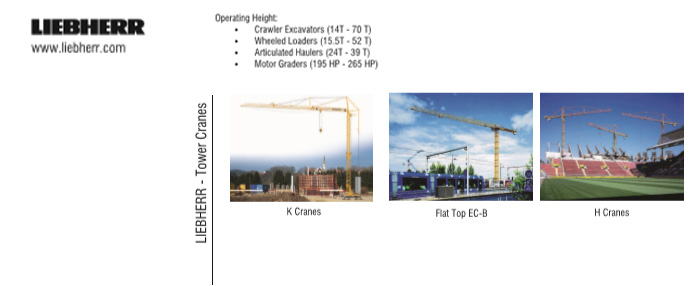 LIEBHERR
www.liebherr.com
Operating Height:
• Crawler Excavators (14T - 70 T)
• Wheeled Loaders (15.5T - 52 T)
• Articulated Haulers (24T - 39 T)
• Motor Graders (195 HP - 265 HP)
LIEBHERR - Tower Cranes
K Cranes
Flat Top EC-B
H Cranes